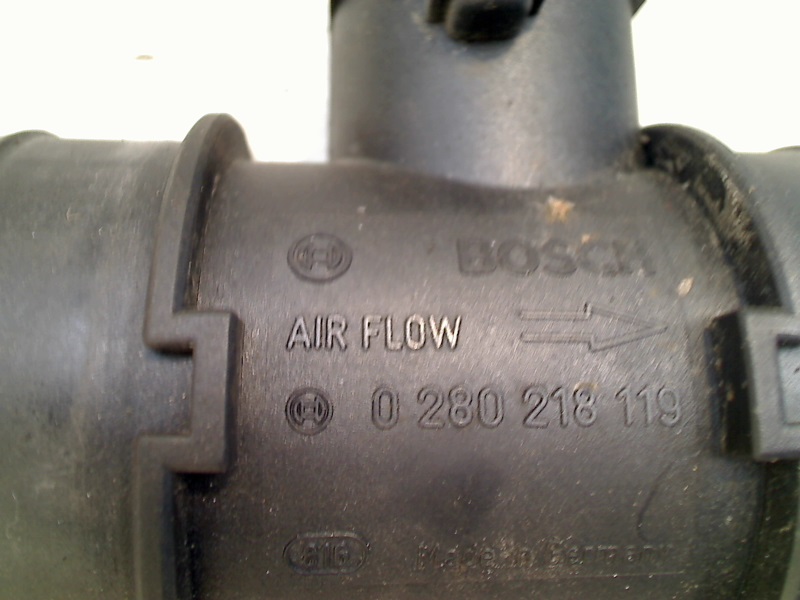 BOSCH
AIR FLOW
0 280 218 119
Made in Germany